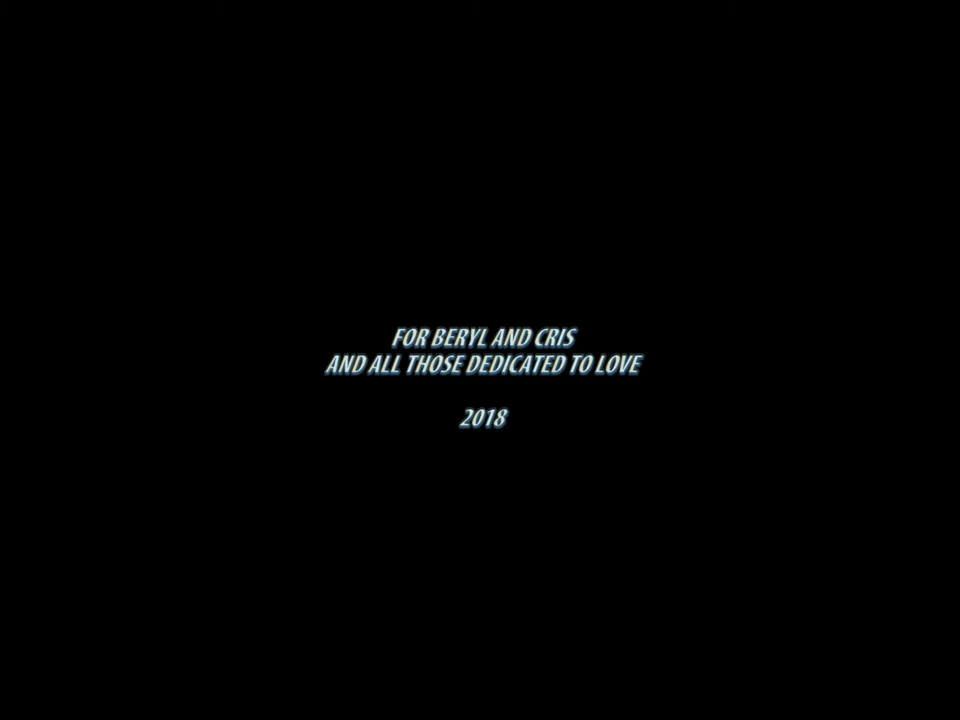 FOR BERYL AND CRIS
AND ALL THOSE DEDICATED TO LOVE
2018